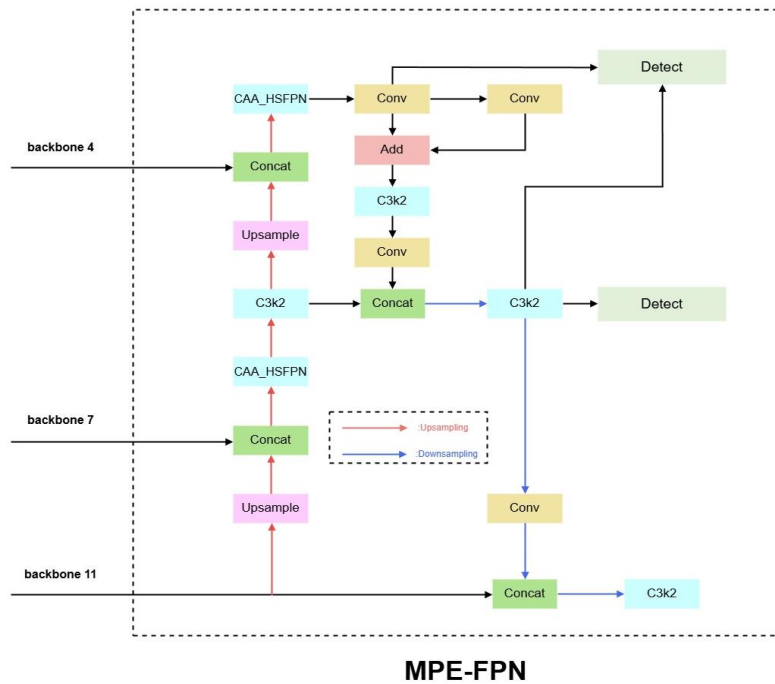 Detect
CAA_HSFPN
Conv
Conv
backbone 4
Add
Concat
C3k2
Upsample
Conv
C3k2
Concat
C3k2
Detect
CAA_HSFPN
backbone 7
Concat
:Upsampling
:Downsampling
Upsample
Conv
backbone 11
Concat
C3k2
MPE-FPN